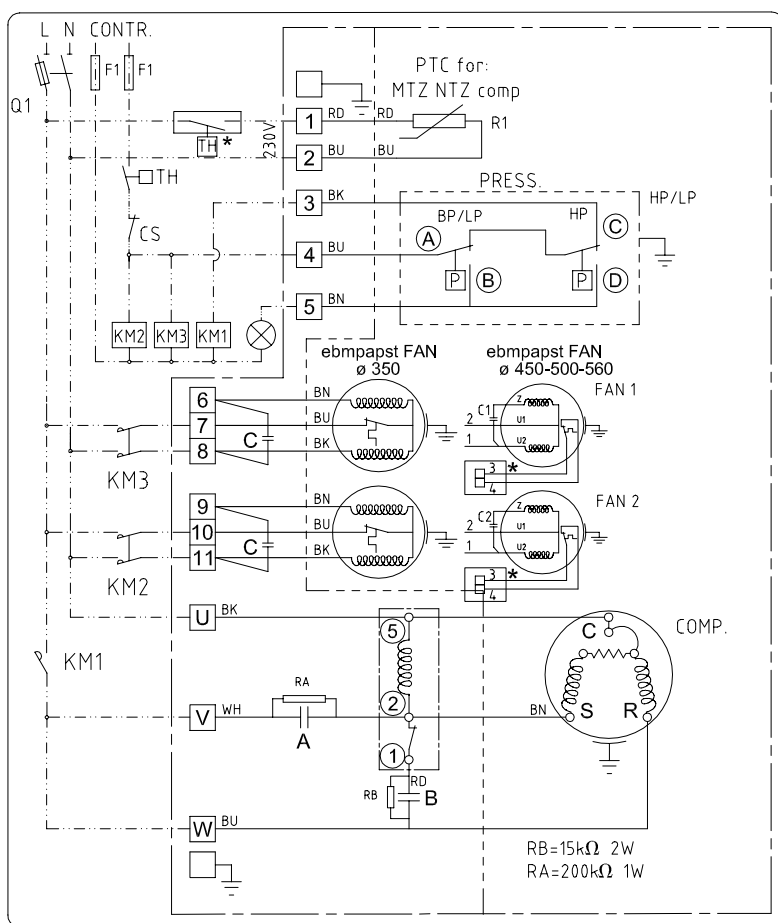 L N CONTR.
F1 F1
Q1
TH *
230V
TH
CS
KM2 KM3 KM1
PTC for:
MTZ NTZ comp
1 RD RD R1
2 BU BU
PRESS.
HP/LP
3 BK
BP/LP HP
A C
4 BU
P B P D
5 BN
ebmpapst FAN
ø 350
ebmpapst FAN
ø 450-500-560
FAN 1
6 BN
7 BU
8 BK
C
KM3
C1 Z
2 U1
1 U2
3 *
4
FAN 2
9 BN
10 BU
11 BK
C
KM2
C2 Z
2 U1
1 U2
3 *
4
U BK
5
C
COMP.
KM1
RA
V WH
A
2
BN
S R
1
RD
RB B
W BU
RB=15kΩ 2W
RA=200kΩ 1W